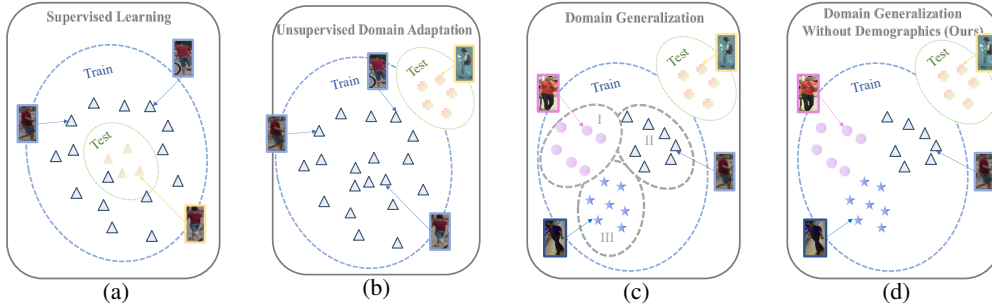 Supervised Learning
Train
Test
(a)
Unsupervised Domain Adaptation
Train
Test
(b)
Domain Generalization
Train
Test
I
II
III
(c)
Domain Generalization
Without Demographics (Ours)
Train
Test
(d)